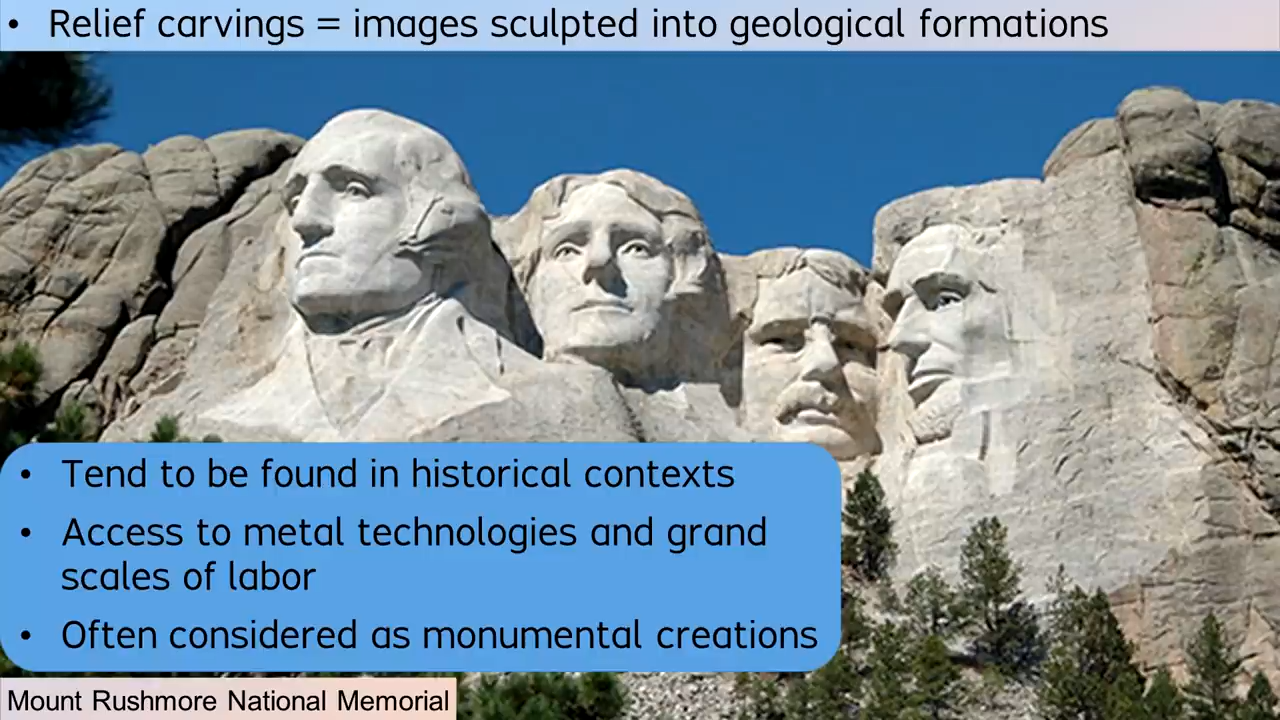 • Relief carvings = images sculpted into geological formations
• Tend to be found in historical contexts
• Access to metal technologies and grand
scales of labor
• Often considered as monumental creations
Mount Rushmore National Memorial